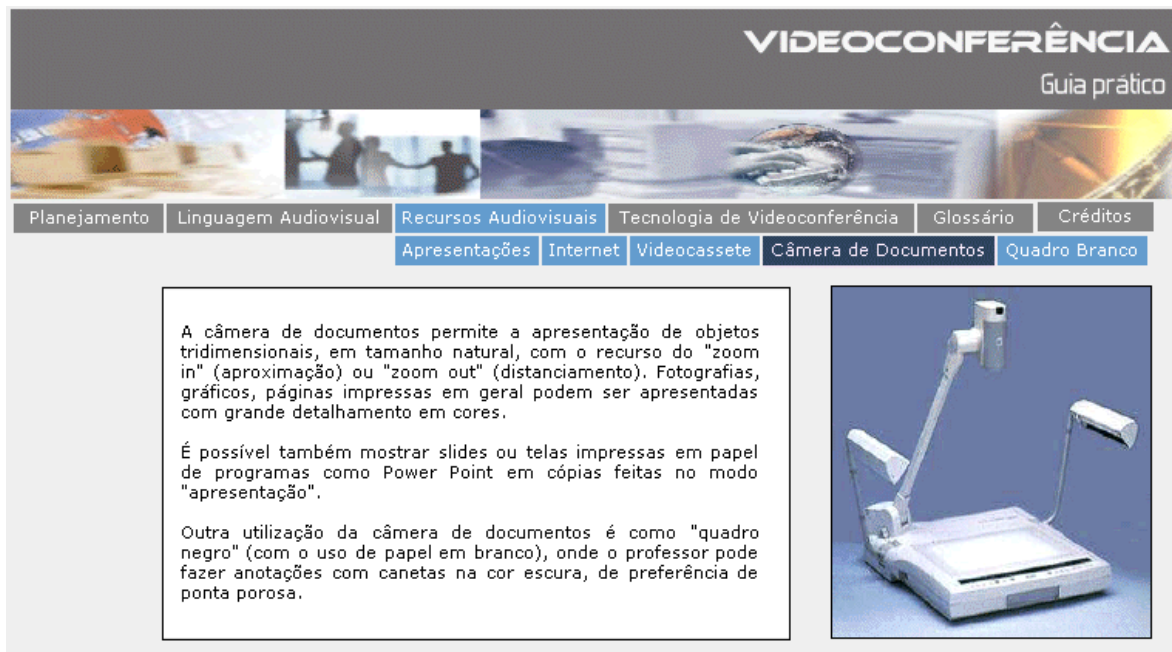 VIDEOCONFERÊNCIA
Guia prático
Planejamento Linguagem Audiovisual Recursos Audiovisuais Tecnologia de Videoconferência Glossário Créditos
Apresentações Internet Videocassete Câmera de Documentos Quadro Branco
A câmera de documentos permite a apresentação de objetos
tridimensionais, em tamanho natural, com o recurso do "zoom
in" (aproximação) ou "zoom out" (distanciamento). Fotografias,
gráficos, páginas impressas em geral podem ser apresentadas
com grande detalhamento em cores.
É possível também mostrar slides ou telas impressas em papel
de programas como Power Point em cópias feitas no modo
"apresentação".
Outra utilização da câmera de documentos é como "quadro
negro" (com o uso de papel em branco), onde o professor pode
fazer anotações com canetas na cor escura, de preferência de
ponta porosa.